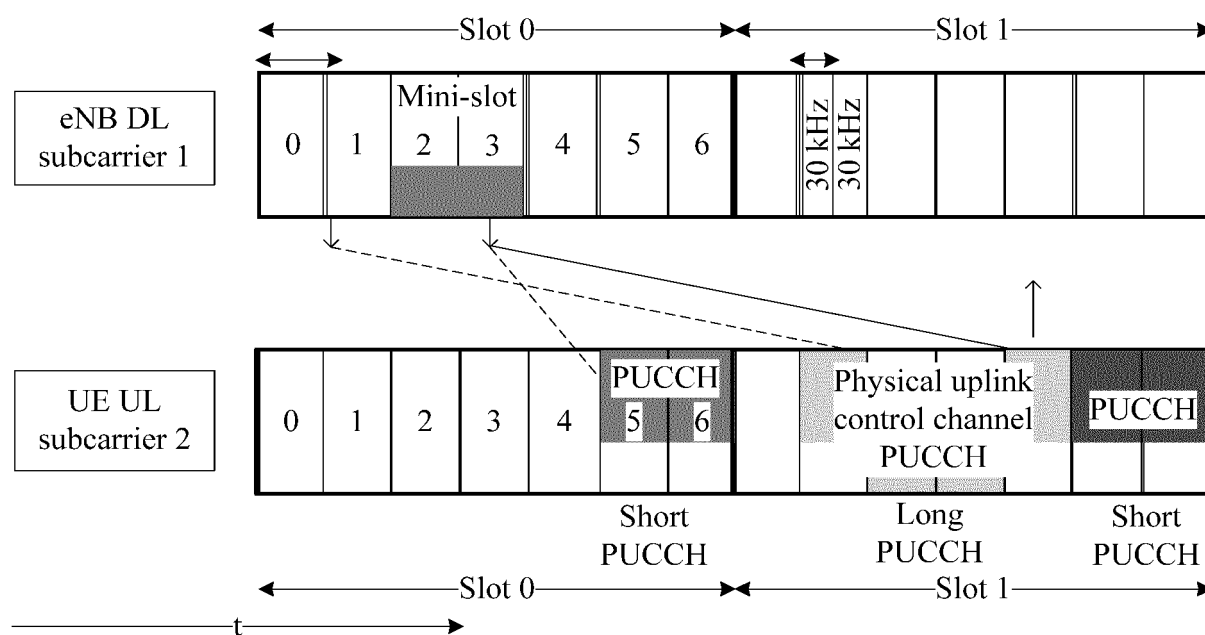 Slot 0 Slot 1
eNB DL
subcarrier 1
Mini-slot
0 1 2 3 4 5 6
30 kHz
30 kHz
UE UL
subcarrier 2
0 1 2 3 4
PUCCH
5 6
Physical uplink
control channel
PUCCH
PUCCH
Short
PUCCH
Long
PUCCH
Short
PUCCH
Slot 0 Slot 1
t